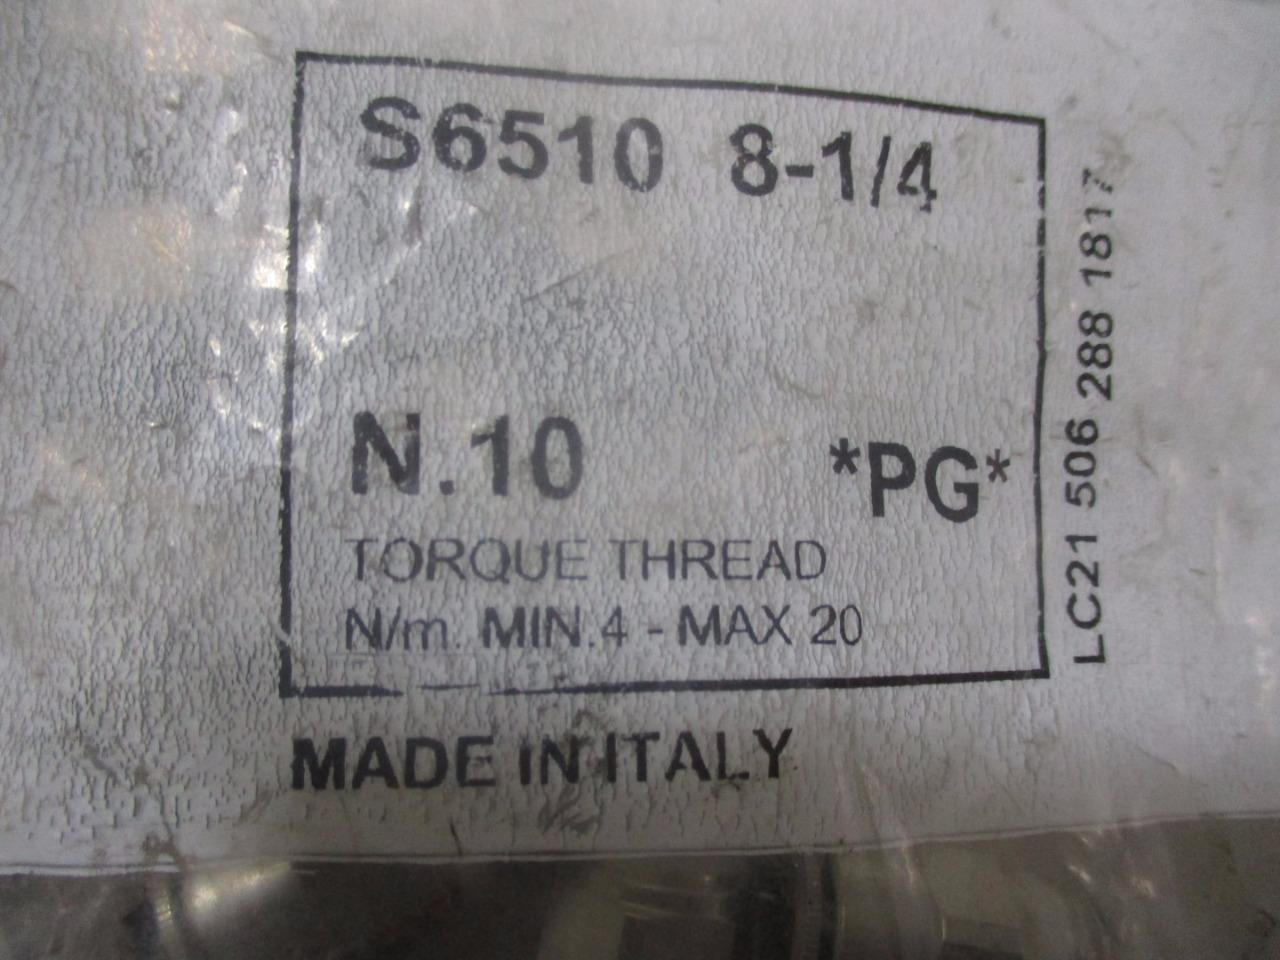 S6510 8-1/4
N.10 *PG*
TORQUE THREAD
N/m. MIN.4 - MAX 20
MADE IN ITALY
LC21 506 288 1817